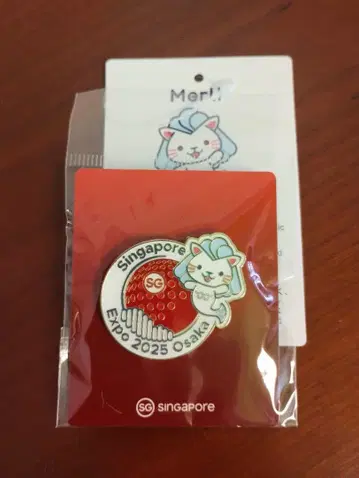 Merli
Singapore
SG
EXPO 2025 Osaka
SG SINGAPORE